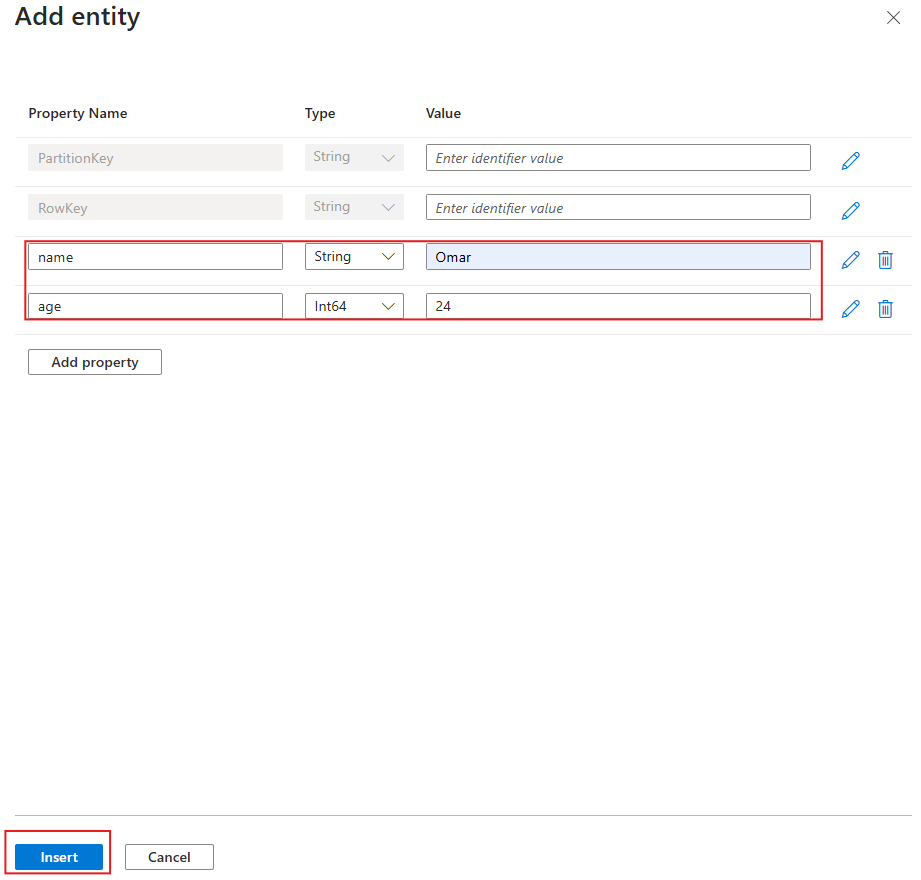 Add entity
Property Name Type Value
PartitionKey String Enter identifier value
RowKey String Enter identifier value
name String Omar
age Int64 24
Add property
Insert Cancel